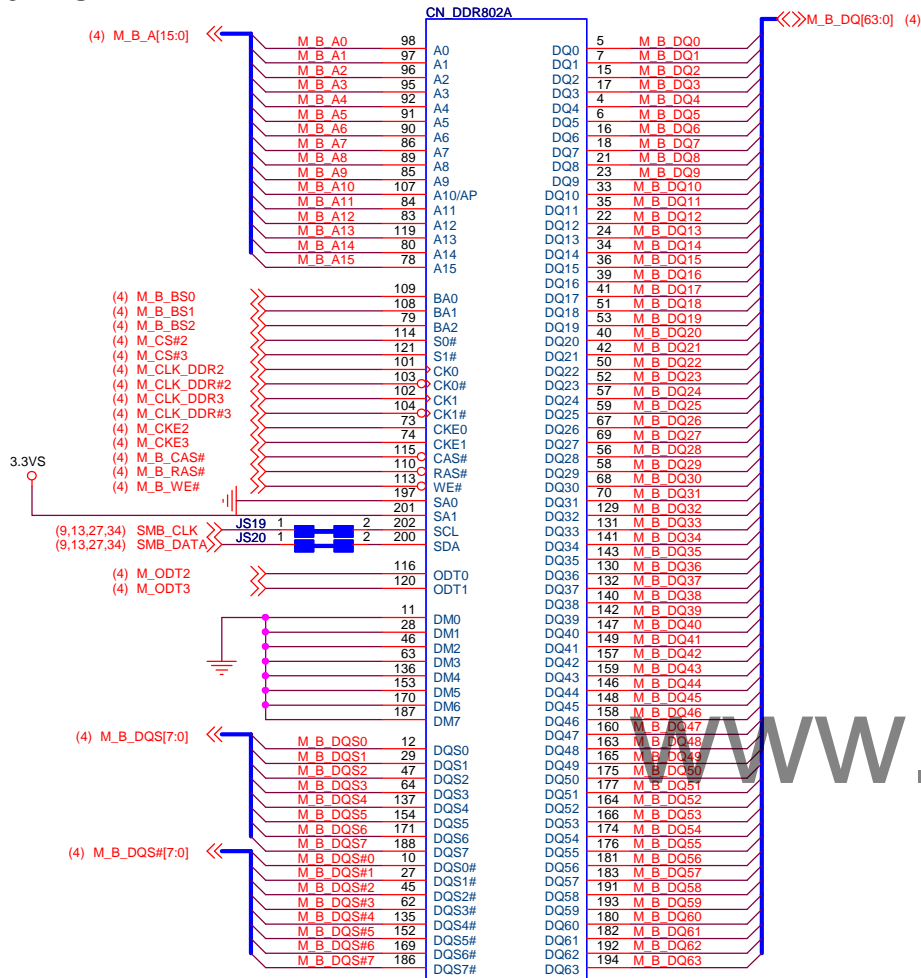 CN_DDR802A
(4) M_B_A[15:0]
M_B_DQ[63:0] (4)
M_B_A0 98 A0 DQ0 5 M_B_DQ0
M_B_A1 97 A1 DQ1 7 M_B_DQ1
M_B_A2 96 A2 DQ2 15 M_B_DQ2
M_B_A3 95 A3 DQ3 17 M_B_DQ3
M_B_A4 92 A4 DQ4 4 M_B_DQ4
M_B_A5 91 A5 DQ5 6 M_B_DQ5
M_B_A6 90 A6 DQ6 16 M_B_DQ6
M_B_A7 86 A7 DQ7 18 M_B_DQ7
M_B_A8 89 A8 DQ8 21 M_B_DQ8
M_B_A9 85 A9 DQ9 23 M_B_DQ9
M_B_A10 107 A10/AP DQ10 33 M_B_DQ10
M_B_A11 84 A11 DQ11 35 M_B_DQ11
M_B_A12 83 A12 DQ12 22 M_B_DQ12
M_B_A13 119 A13 DQ13 24 M_B_DQ13
M_B_A14 80 A14 DQ14 34 M_B_DQ14
M_B_A15 78 A15 DQ15 36 M_B_DQ15
DQ16 39 M_B_DQ16
(4) M_B_BS0 109 BA0 DQ17 41 M_B_DQ17
(4) M_B_BS1 108 BA1 DQ18 51 M_B_DQ18
(4) M_B_BS2 79 BA2 DQ19 53 M_B_DQ19
(4) M_CS#2 114 S0# DQ20 40 M_B_DQ20
(4) M_CS#3 121 S1# DQ21 42 M_B_DQ21
(4) M_CLK_DDR2 101 CK0 DQ22 50 M_B_DQ22
(4) M_CLK_DDR#2 103 CK0# DQ23 52 M_B_DQ23
(4) M_CLK_DDR3 102 CK1 DQ24 57 M_B_DQ24
(4) M_CLK_DDR#3 104 CK1# DQ25 59 M_B_DQ25
(4) M_CKE2 73 CKE0 DQ26 67 M_B_DQ26
(4) M_CKE3 74 CKE1 DQ27 69 M_B_DQ27
(4) M_B_CAS# 115 CAS# DQ28 56 M_B_DQ28
(4) M_B_RAS# 110 RAS# DQ29 58 M_B_DQ29
(4) M_B_WE# 113 WE# DQ30 68 M_B_DQ30
3.3VS
197 SA0 DQ31 70 M_B_DQ31
201 SA1 DQ32 129 M_B_DQ32
(9,13,27,34) SMB_CLK JS19 1 2 202 SCL DQ33 131 M_B_DQ33
(9,13,27,34) SMB_DATA JS20 1 2 200 SDA DQ34 141 M_B_DQ34
DQ35 143 M_B_DQ35
(4) M_ODT2 116 ODT0 DQ36 130 M_B_DQ36
(4) M_ODT3 120 ODT1 DQ37 132 M_B_DQ37
DQ38 140 M_B_DQ38
11 DM0 DQ39 142 M_B_DQ39
28 DM1 DQ40 147 M_B_DQ40
46 DM2 DQ41 149 M_B_DQ41
63 DM3 DQ42 157 M_B_DQ42
136 DM4 DQ43 159 M_B_DQ43
153 DM5 DQ44 146 M_B_DQ44
170 DM6 DQ45 148 M_B_DQ45
187 DM7 DQ46 158 M_B_DQ46
(4) M_B_DQS[7:0]
DQ47 160 M_B_DQ47
M_B_DQS0 12 DQS0 DQ48 163 M_B_DQ48
M_B_DQS1 29 DQS1 DQ49 165 M_B_DQ49
M_B_DQS2 47 DQS2 DQ50 175 M_B_DQ50
M_B_DQS3 64 DQS3 DQ51 177 M_B_DQ51
M_B_DQS4 137 DQS4 DQ52 164 M_B_DQ52
M_B_DQS5 154 DQS5 DQ53 166 M_B_DQ53
M_B_DQS6 171 DQS6 DQ54 174 M_B_DQ54
M_B_DQS7 188 DQS7 DQ55 176 M_B_DQ55
(4) M_B_DQS#[7:0]
M_B_DQS#0 10 DQS0# DQ56 181 M_B_DQ56
M_B_DQS#1 27 DQS1# DQ57 183 M_B_DQ57
M_B_DQS#2 45 DQS2# DQ58 191 M_B_DQ58
M_B_DQS#3 62 DQS3# DQ59 193 M_B_DQ59
M_B_DQS#4 135 DQS4# DQ60 180 M_B_DQ60
M_B_DQS#5 152 DQS5# DQ61 182 M_B_DQ61
M_B_DQS#6 169 DQS6# DQ62 192 M_B_DQ62
M_B_DQS#7 186 DQS7# DQ63 194 M_B_DQ63
www.